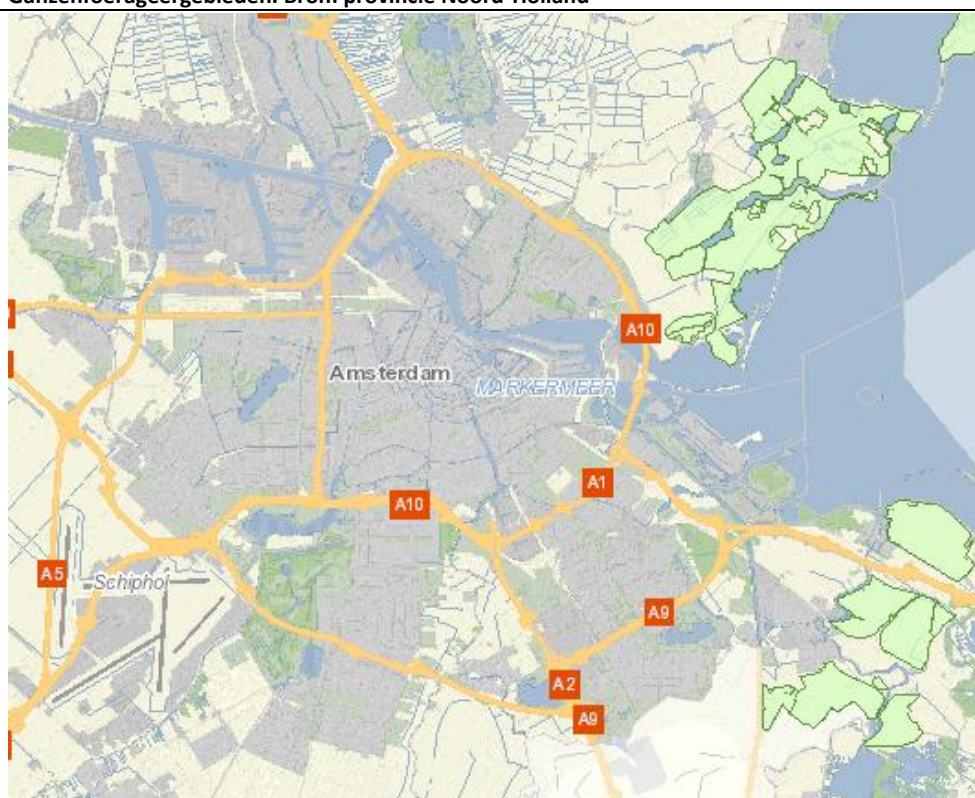 Ganzenfoerageergebieden. Bron: provincie Noord-Holland
A10
Amsterdam
MARKERMEER
A1
A10
A5
Schiphol
A9
A2
A9